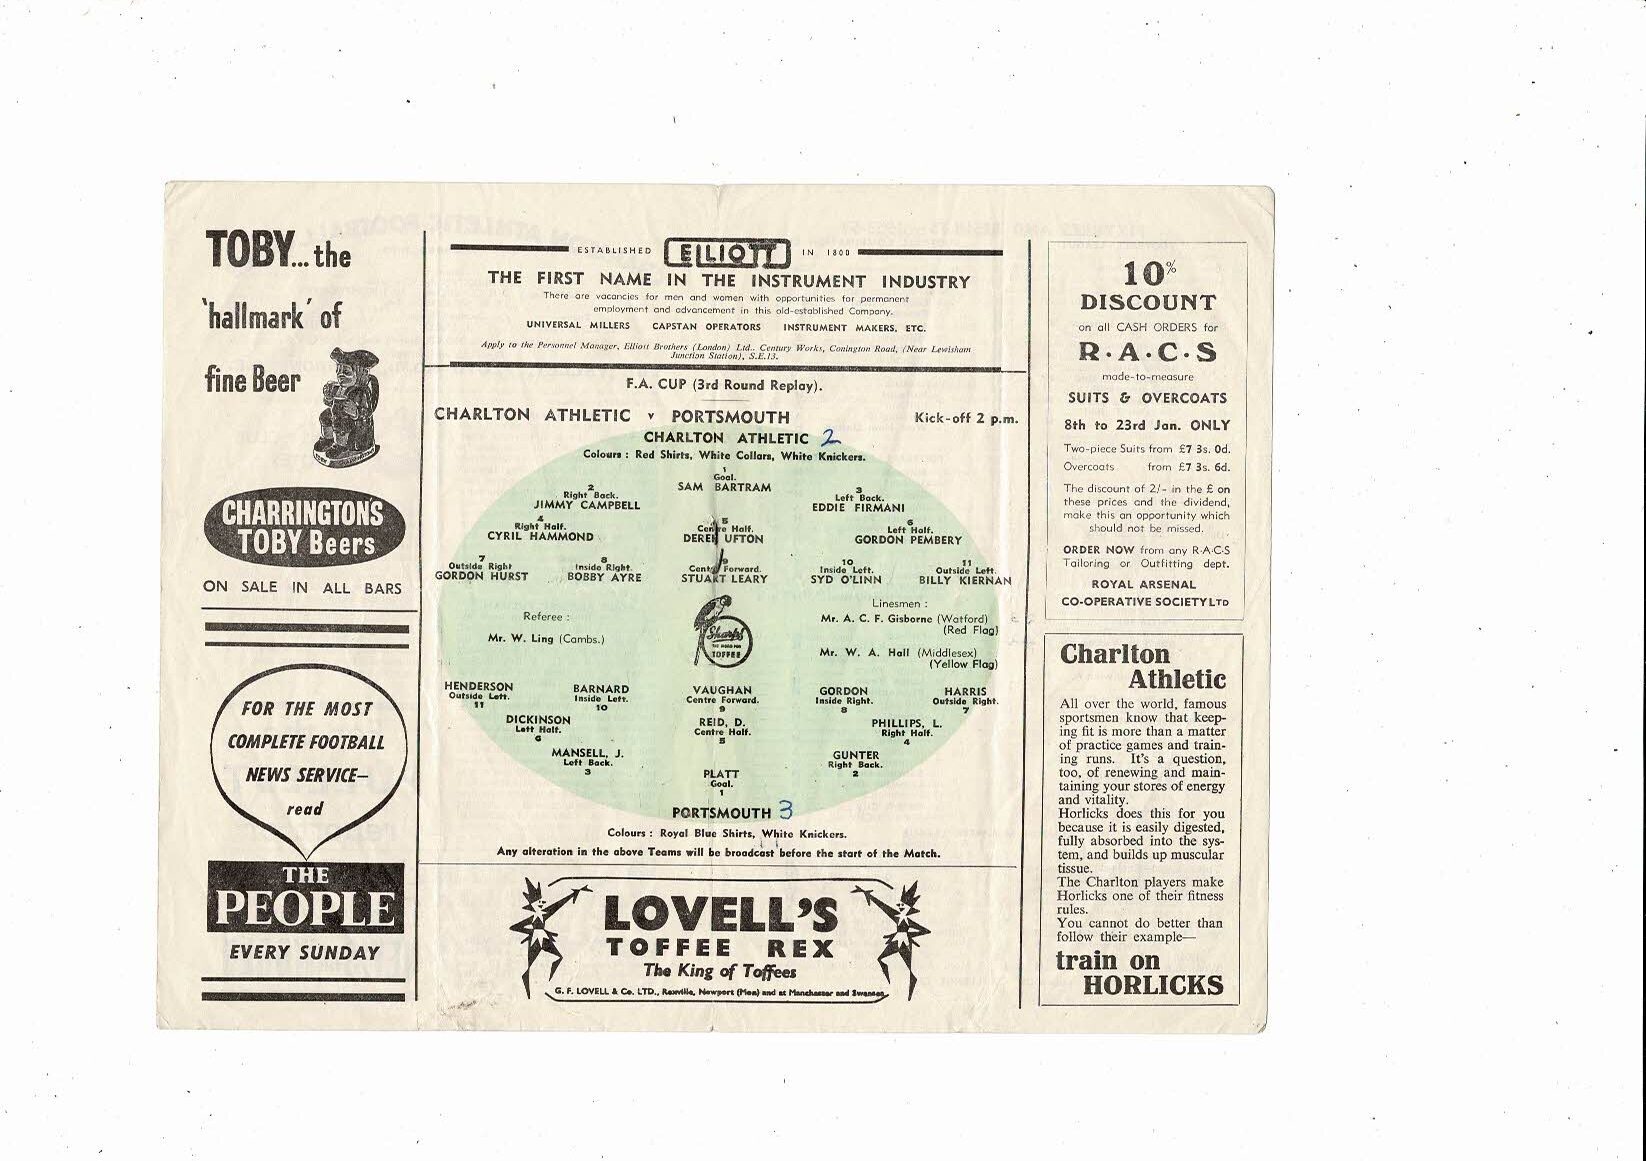 TOBY...the
'hallmark' of
fine Beer
CHARRINGTON'S
TOBY Beers
ON SALE IN ALL BARS
FOR THE MOST
COMPLETE FOOTBALL
NEWS SERVICE—
read
THE
PEOPLE
EVERY SUNDAY
ESTABLISHED ELLIOTT IN 1800
THE FIRST NAME IN THE INSTRUMENT INDUSTRY
There are vacancies for men and women with opportunities for permanent
employment and advancement in this old-established Company.
UNIVERSAL MILLERS CAPSTAN OPERATORS INSTRUMENT MAKERS, ETC.
Apply to the Personnel Manager, Elliott Brothers (London) Ltd., Century Works, Conington Road, (Near Lewisham
Junction Station), S.E.13.
F.A. CUP (3rd Round Replay).
CHARLTON ATHLETIC v PORTSMOUTH Kick-off 2 p.m.
CHARLTON ATHLETIC 2
Colours : Red Shirts, White Collars, White Knickers.
1
Goal.
SAM BARTRAM
2
Right Back.
JIMMY CAMPBELL
3
Left Back.
EDDIE FIRMANI
4
Right Half.
CYRIL HAMMOND
5
Centre Half.
DEREK UFTON
6
Left Half.
GORDON PEMBERY
7
Outside Right
GORDON HURST
8
Inside Right.
BOBBY AYRE
9
Centre Forward.
STUART LEARY
10
Inside Left.
SYD O'LINN
11
Outside Left.
BILLY KIERNAN
Referee :
Mr. W. Ling (Cambs.)
Sharps
THE WORD FOR
TOFFEE
Linesmen :
Mr. A. C. F. Gisborne (Watford)
(Red Flag)
Mr. W. A. Hall (Middlesex)
(Yellow Flag)
HENDERSON
Outside Left.
11
BARNARD
Inside Left.
10
VAUGHAN
Centre Forward.
9
GORDON
Inside Right.
8
HARRIS
Outside Right.
7
DICKINSON
Left Half.
6
REID, D.
Centre Half.
5
PHILLIPS, L.
Right Half.
4
MANSELL, J.
Left Back.
3
GUNTER
Right Back.
2
PLATT
Goal.
1
PORTSMOUTH 3
Colours : Royal Blue Shirts, White Knickers.
Any alteration in the above Teams will be broadcast before the start of the Match.
LOVELL'S
TOFFEE REX
The King of Toffees
G. F. LOVELL & Co. LTD., Rexville, Newport (Mon) and at Manchester and Swansea.
10%
DISCOUNT
on all CASH ORDERS for
R·A·C·S
made-to-measure
SUITS & OVERCOATS
8th to 23rd Jan. ONLY
Two-piece Suits from £7 3s. 0d.
Overcoats from £7 3s. 6d.
The discount of 2/- in the £ on
these prices and the dividend,
make this an opportunity which
should not be missed.
ORDER NOW from any R·A·C·S
Tailoring or Outfitting dept.
ROYAL ARSENAL
CO-OPERATIVE SOCIETY LTD
Charlton
Athletic
All over the world, famous
sportsmen know that keep-
ing fit is more than a matter
of practice games and train-
ing runs. It's a question,
too, of renewing and main-
taining your stores of energy
and vitality.
Horlicks does this for you
because it is easily digested,
fully absorbed into the sys-
tem, and builds up muscular
tissue.
The Charlton players make
Horlicks one of their fitness
rules.
You cannot do better than
follow their example—
train on
HORLICKS